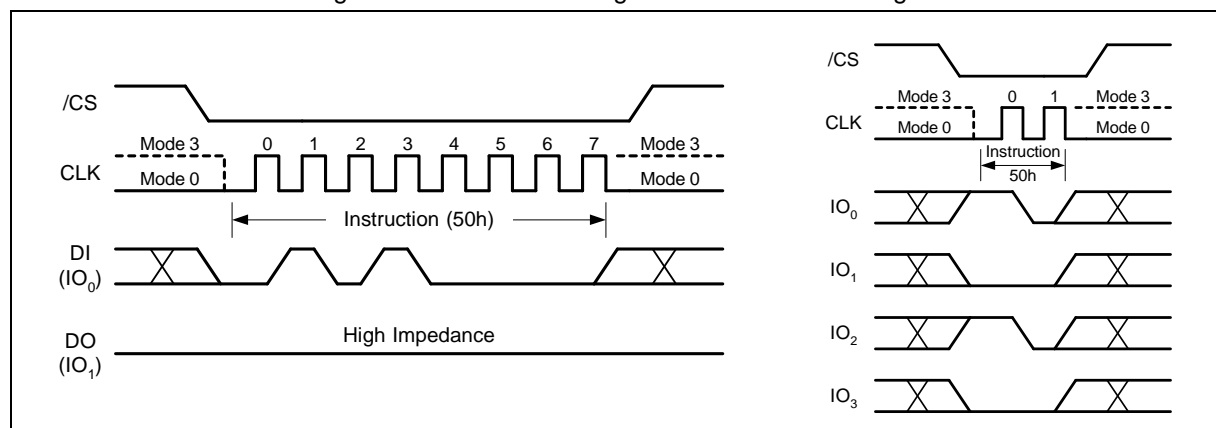 /CS
Mode 3 0 1 2 3 4 5 6 7 Mode 3
CLK
Mode 0 Mode 0
Instruction (50h)
DI
(IO0)
High Impedance
DO
(IO1)
/CS
Mode 3 0 1 Mode 3
CLK
Mode 0 Mode 0
Instruction
50h
IO0
IO1
IO2
IO3